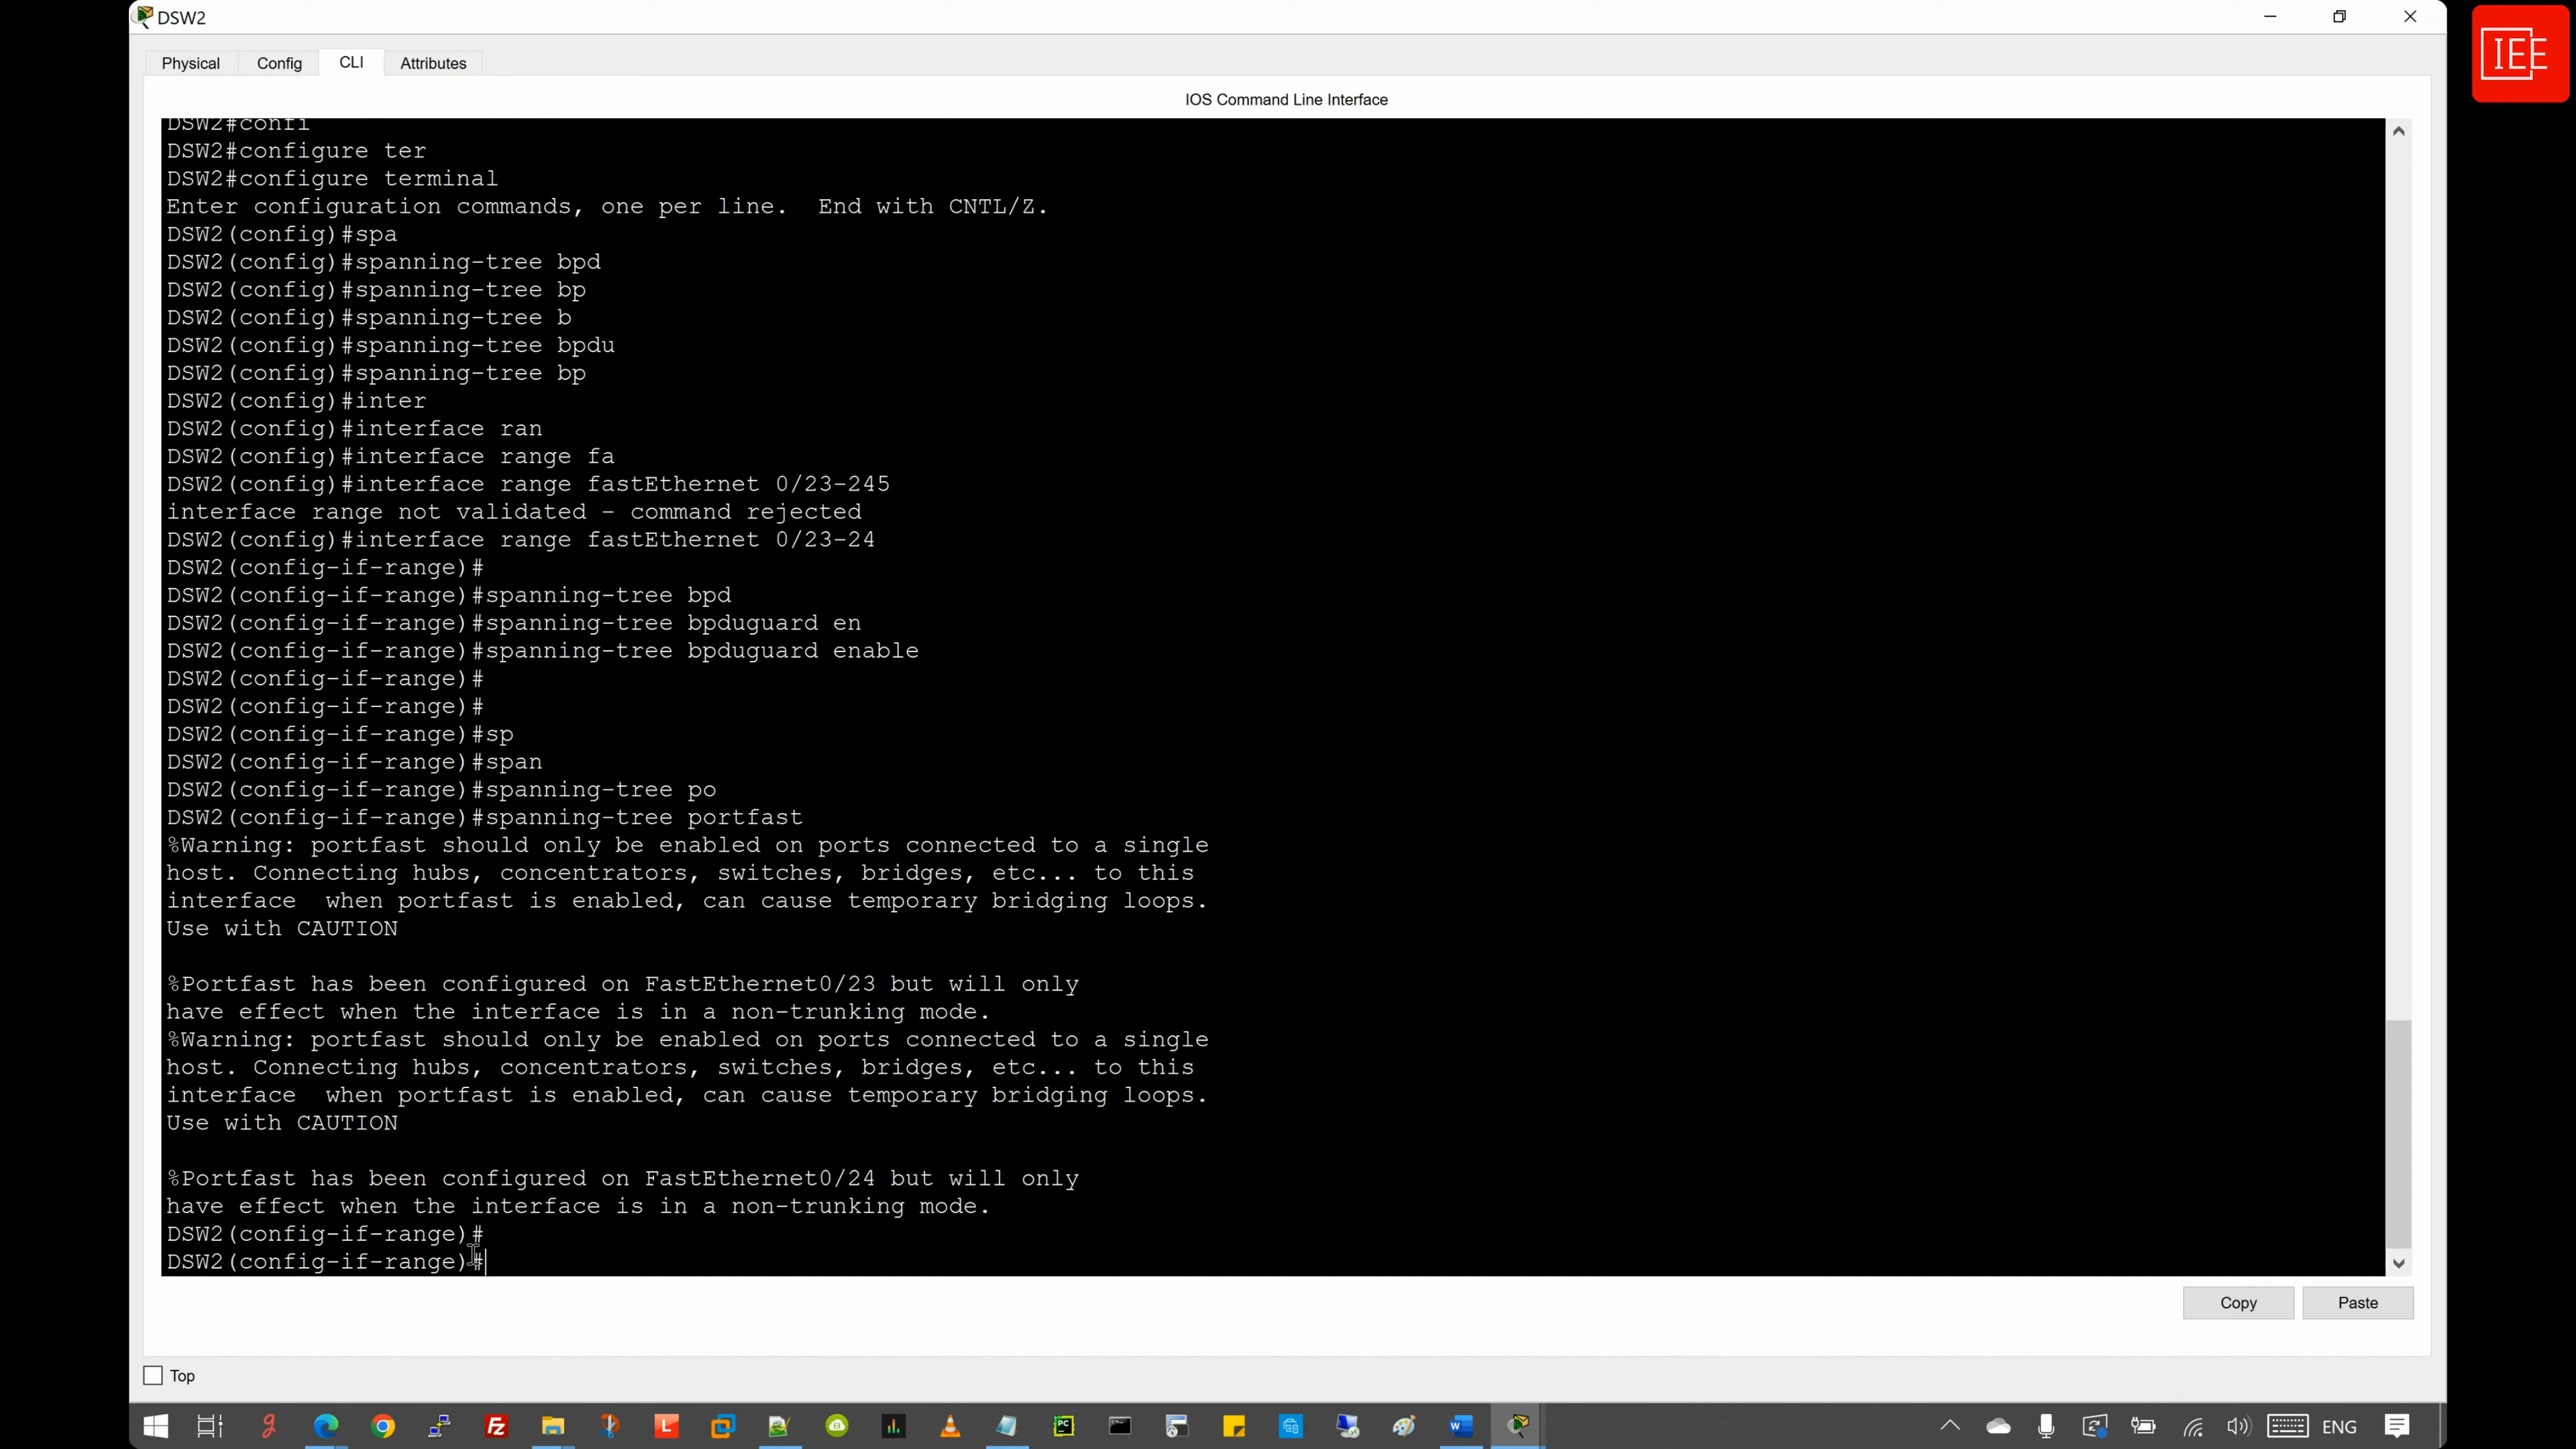 DSW2
IEE
Physical Config CLI Attributes
IOS Command Line Interface
DSW2#confi
DSW2#configure ter
DSW2#configure terminal
Enter configuration commands, one per line.  End with CNTL/Z.
DSW2(config)#spa
DSW2(config)#spanning-tree bpd
DSW2(config)#spanning-tree bp
DSW2(config)#spanning-tree b
DSW2(config)#spanning-tree bpdu
DSW2(config)#spanning-tree bp
DSW2(config)#inter
DSW2(config)#interface ran
DSW2(config)#interface range fa
DSW2(config)#interface range fastEthernet 0/23-245
interface range not validated - command rejected
DSW2(config)#interface range fastEthernet 0/23-24
DSW2(config-if-range)#
DSW2(config-if-range)#spanning-tree bpd
DSW2(config-if-range)#spanning-tree bpduguard en
DSW2(config-if-range)#spanning-tree bpduguard enable
DSW2(config-if-range)#
DSW2(config-if-range)#
DSW2(config-if-range)#sp
DSW2(config-if-range)#span
DSW2(config-if-range)#spanning-tree po
DSW2(config-if-range)#spanning-tree portfast
%Warning: portfast should only be enabled on ports connected to a single
host. Connecting hubs, concentrators, switches, bridges, etc... to this
interface  when portfast is enabled, can cause temporary bridging loops.
Use with CAUTION
%Portfast has been configured on FastEthernet0/23 but will only
have effect when the interface is in a non-trunking mode.
%Warning: portfast should only be enabled on ports connected to a single
host. Connecting hubs, concentrators, switches, bridges, etc... to this
interface  when portfast is enabled, can cause temporary bridging loops.
Use with CAUTION
%Portfast has been configured on FastEthernet0/24 but will only
have effect when the interface is in a non-trunking mode.
DSW2(config-if-range)#
DSW2(config-if-range)#
Copy Paste
Top
ENG